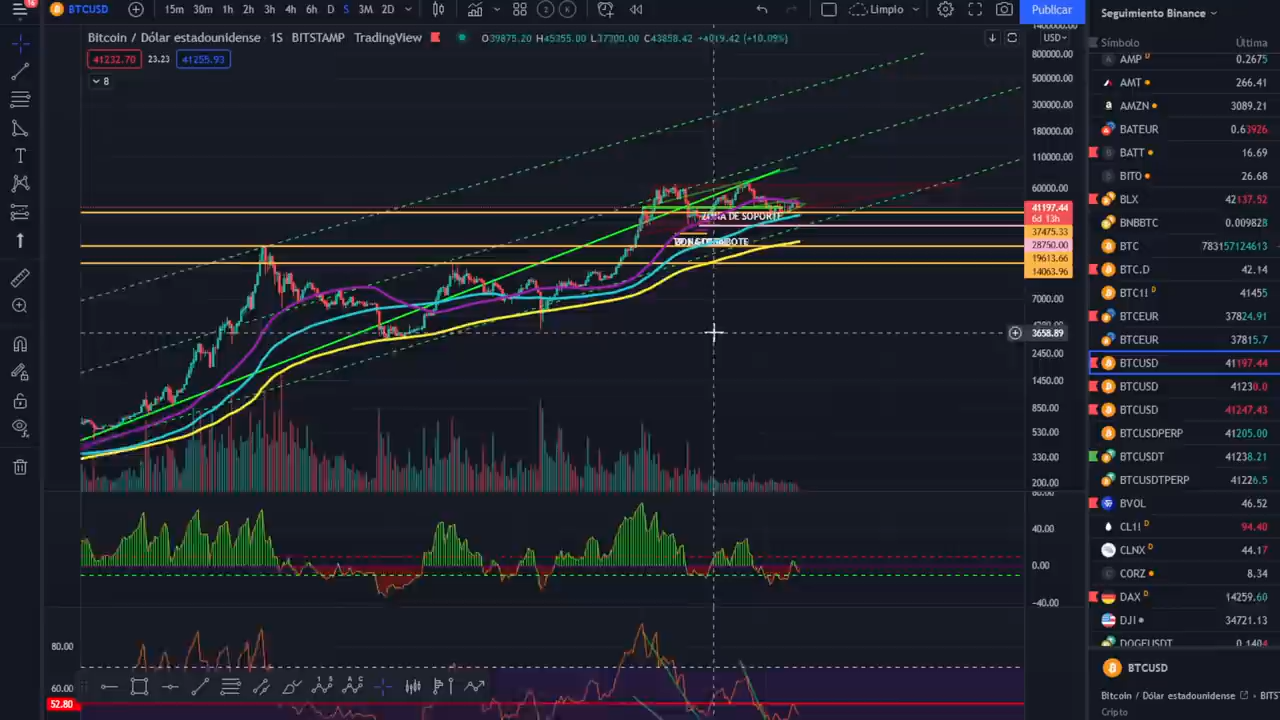 16 BTCUSD 15m 30m 1h 2h 3h 4h 6h D S 3M 2D Limplo Publicar Seguimiento Binance
Bitcoin / Dólar estadounidense · 1S · BITSTAMP · TradingView O39875.20 H45355.00 L37300.00 C43858.42 +4019.42 (+10.09%) USD
41232.70 23.23 41255.93
8
Símbolo Última
800000.00
500000.00
300000.00
180000.00
110000.00
60000.00
41197.44
6d 13h
37475.33
28750.00
19613.66
14063.96
7000.00
3658.89
2450.00
1450.00
850.00
530.00
330.00
200.00
ZONA DE SOPORTE
40.00
0.00
-40.00
80.00
60.00
52.80
AMP D 0.2675
AMT 266.41
AMZN 3089.21
BATEUR 0.63926
BATT 16.69
BITO 26.68
BLX 42137.52
BNBBTC 0.009828
BTC 783157124613
BTC.D 42.14
BTC1! D 41455
BTCEUR 37824.91
BTCEUR 37815.7
BTCUSD 41197.44
BTCUSD 41230.0
BTCUSD 41247.43
BTCUSDPERP 41205.00
BTCUSDT 41238.21
BTCUSDTPERP 41226.5
BVOL 46.52
CL1! D 94.40
CLNX D 44.17
CORZ 8.34
DAX D 14259.60
DJI 34721.13
DOGEUSDT 0.1404
BTCUSD
Bitcoin / Dólar estadounidense · BITS
Cripto